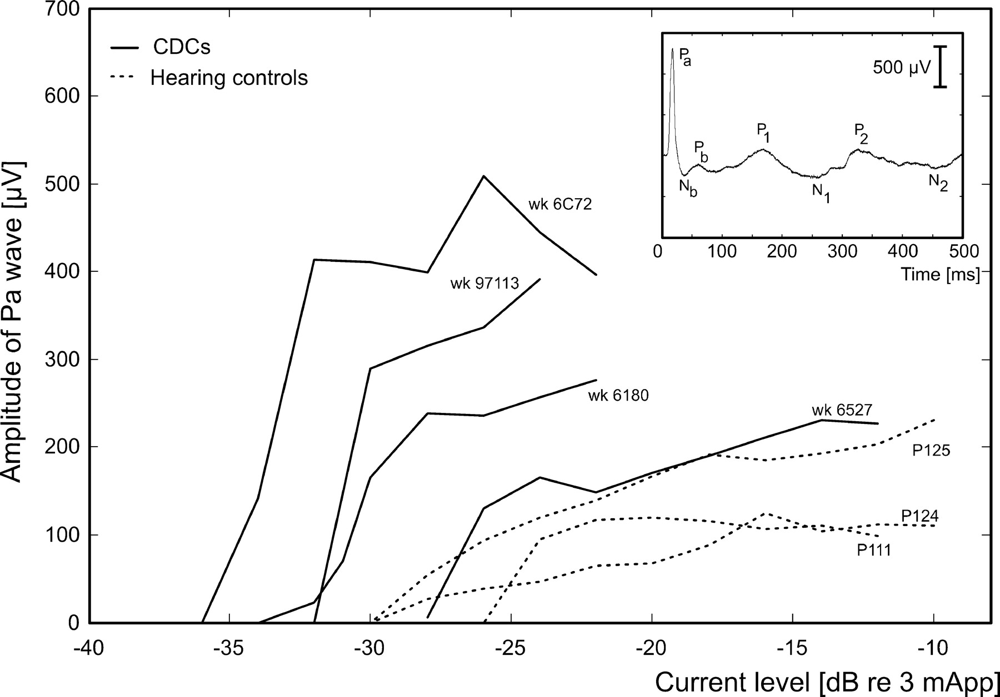 700
600
500
400
300
200
100
0
Amplitude of Pa wave [µV]
CDCs
Hearing controls
wk 6C72
wk 97113
wk 6180
wk 6527
P125
P124
P111
-40 -35 -30 -25 -20 -15 -10
Current level [dB re 3 mApp]
Pa
500 µV
P1
P2
Pb
Nb
N1
N2
0 100 200 300 400 500
Time [ms]